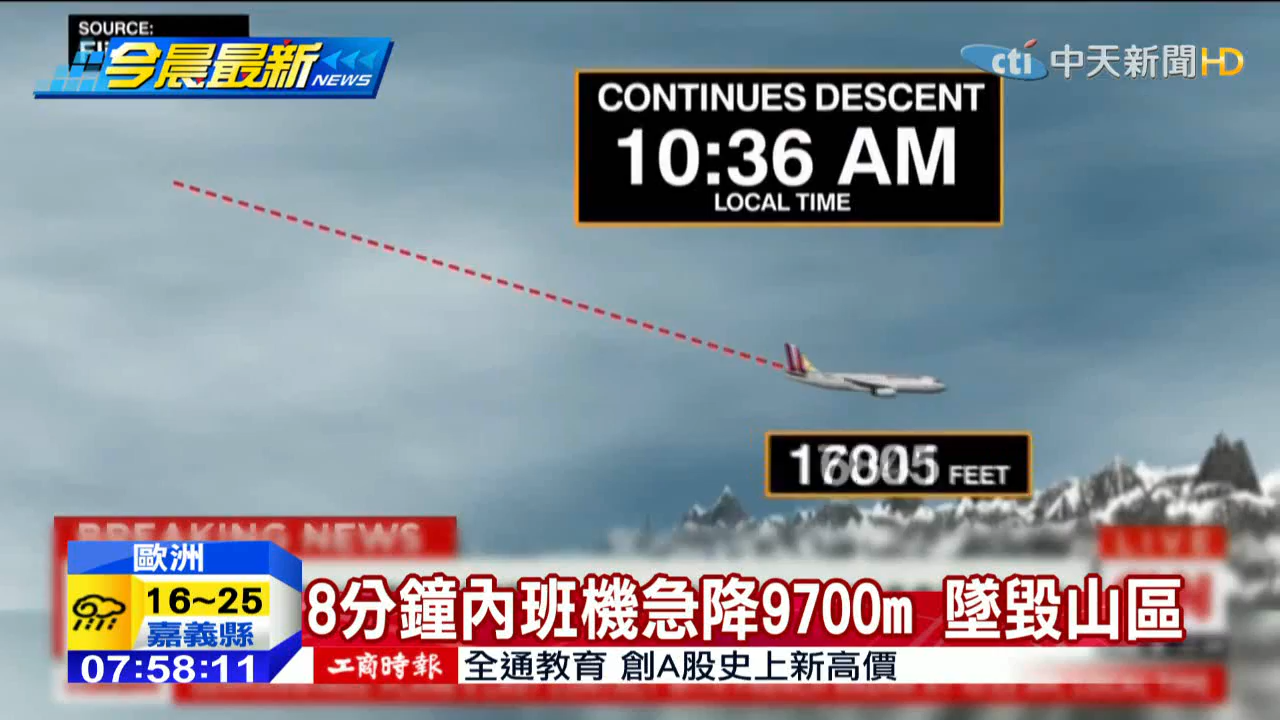 SOURCE:
今晨最新 NEWS
cti 中天新聞HD
CONTINUES DESCENT
10:36 AM
LOCAL TIME
FEET
BREAKING NEWS
LIVE
歐洲
16~25
嘉義縣
07:58:11
8分鐘內班機急降9700m 墜毀山區
工商時報 全通教育 創A股史上新高價